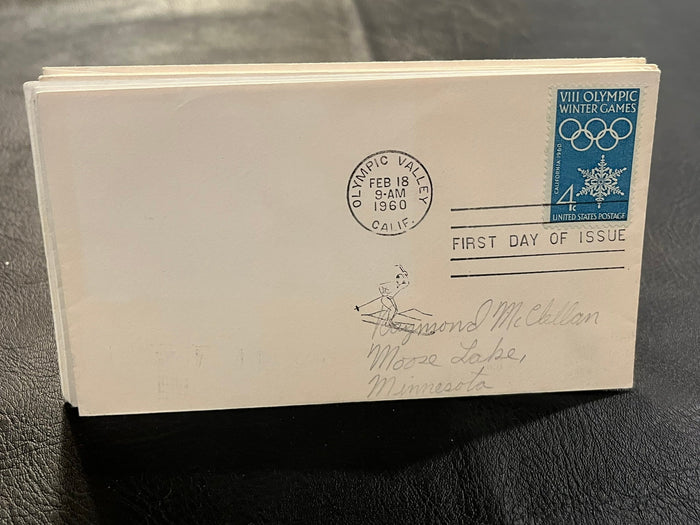 VIII OLYMPIC
WINTER GAMES
CALIFORNIA 1960
4c
UNITED STATES POSTAGE
OLYMPIC VALLEY
FEB 18
9-AM
1960
CALIF.
FIRST DAY OF ISSUE
Raymond McClellan
Moose Lake,
Minnesota